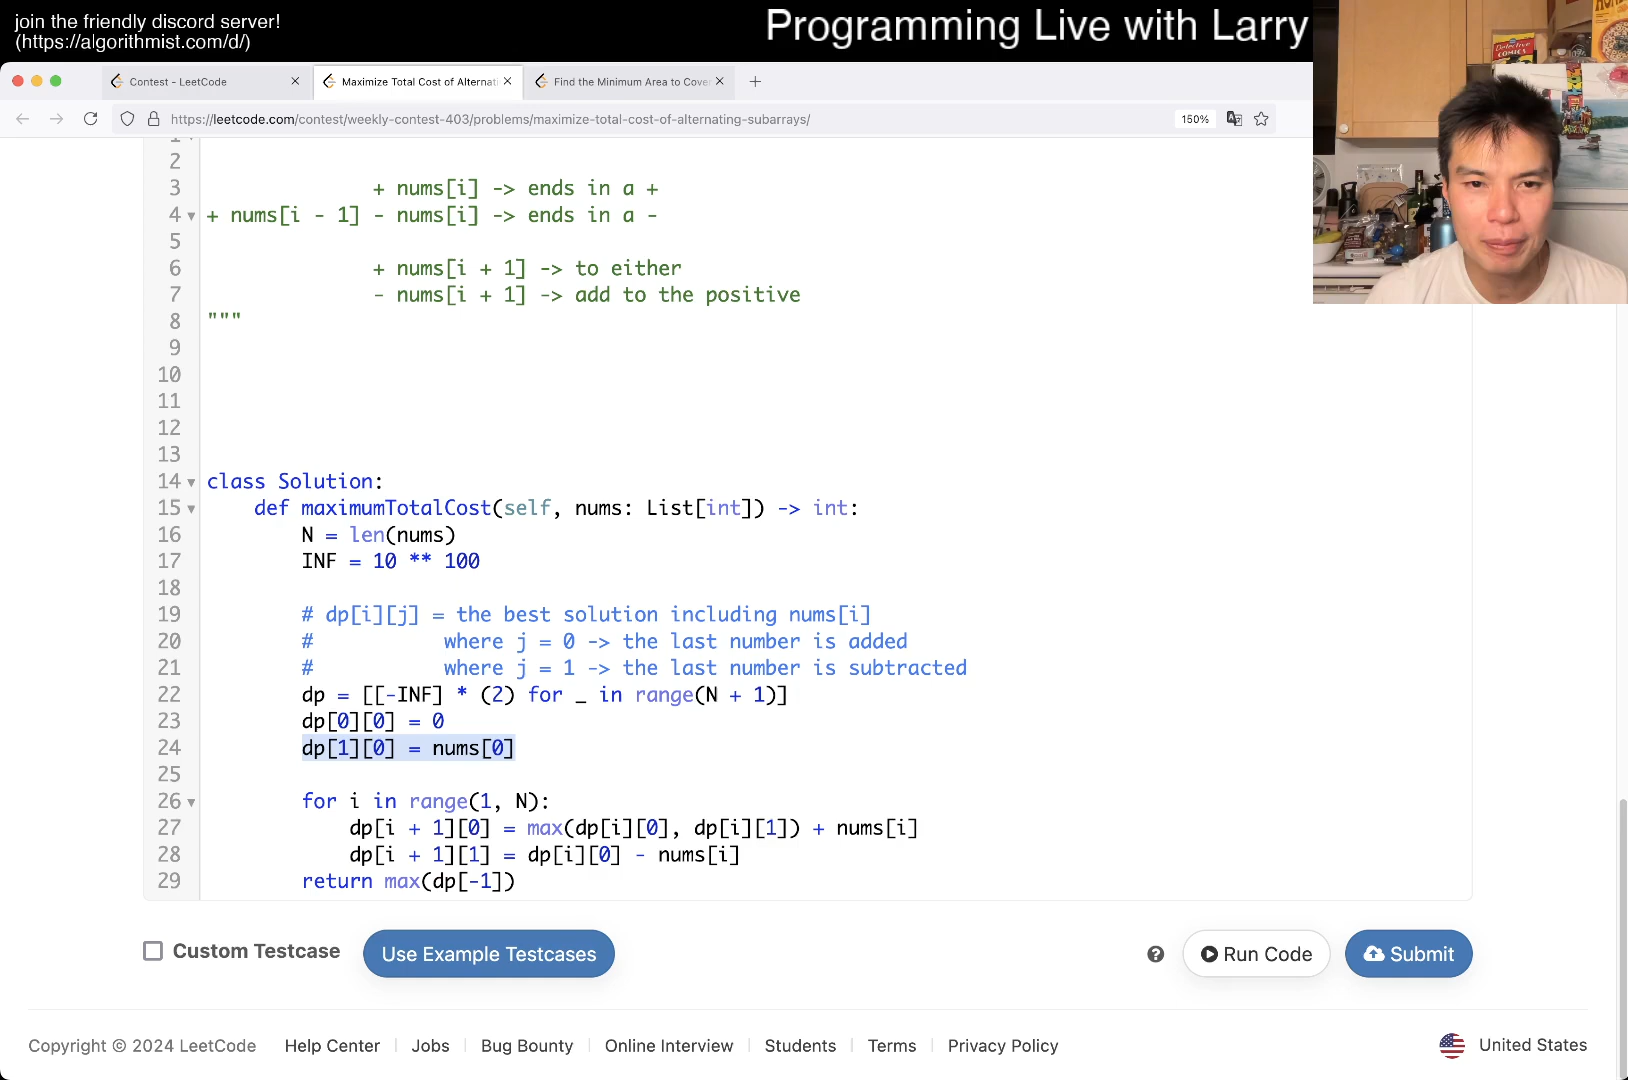 join the friendly discord server!
(https://algorithmist.com/d/)
Programming Live with Larry
Contest - LeetCode
Maximize Total Cost of Alternati
Find the Minimum Area to Cover
https://leetcode.com/contest/weekly-contest-403/problems/maximize-total-cost-of-alternating-subarrays/
150%
1
2
3 + nums[i] -> ends in a +
4 + nums[i - 1] - nums[i] -> ends in a -
5
6 + nums[i + 1] -> to either
7 - nums[i + 1] -> add to the positive
8 """
9
10
11
12
13
14 class Solution:
15 def maximumTotalCost(self, nums: List[int]) -> int:
16 N = len(nums)
17 INF = 10 ** 100
18
19 # dp[i][j] = the best solution including nums[i]
20 # where j = 0 -> the last number is added
21 # where j = 1 -> the last number is subtracted
22 dp = [[-INF] * (2) for _ in range(N + 1)]
23 dp[0][0] = 0
24 dp[1][0] = nums[0]
25
26 for i in range(1, N):
27 dp[i + 1][0] = max(dp[i][0], dp[i][1]) + nums[i]
28 dp[i + 1][1] = dp[i][0] - nums[i]
29 return max(dp[-1])
Custom Testcase
Use Example Testcases
Run Code
Submit
Copyright © 2024 LeetCode
Help Center
Jobs
Bug Bounty
Online Interview
Students
Terms
Privacy Policy
United States